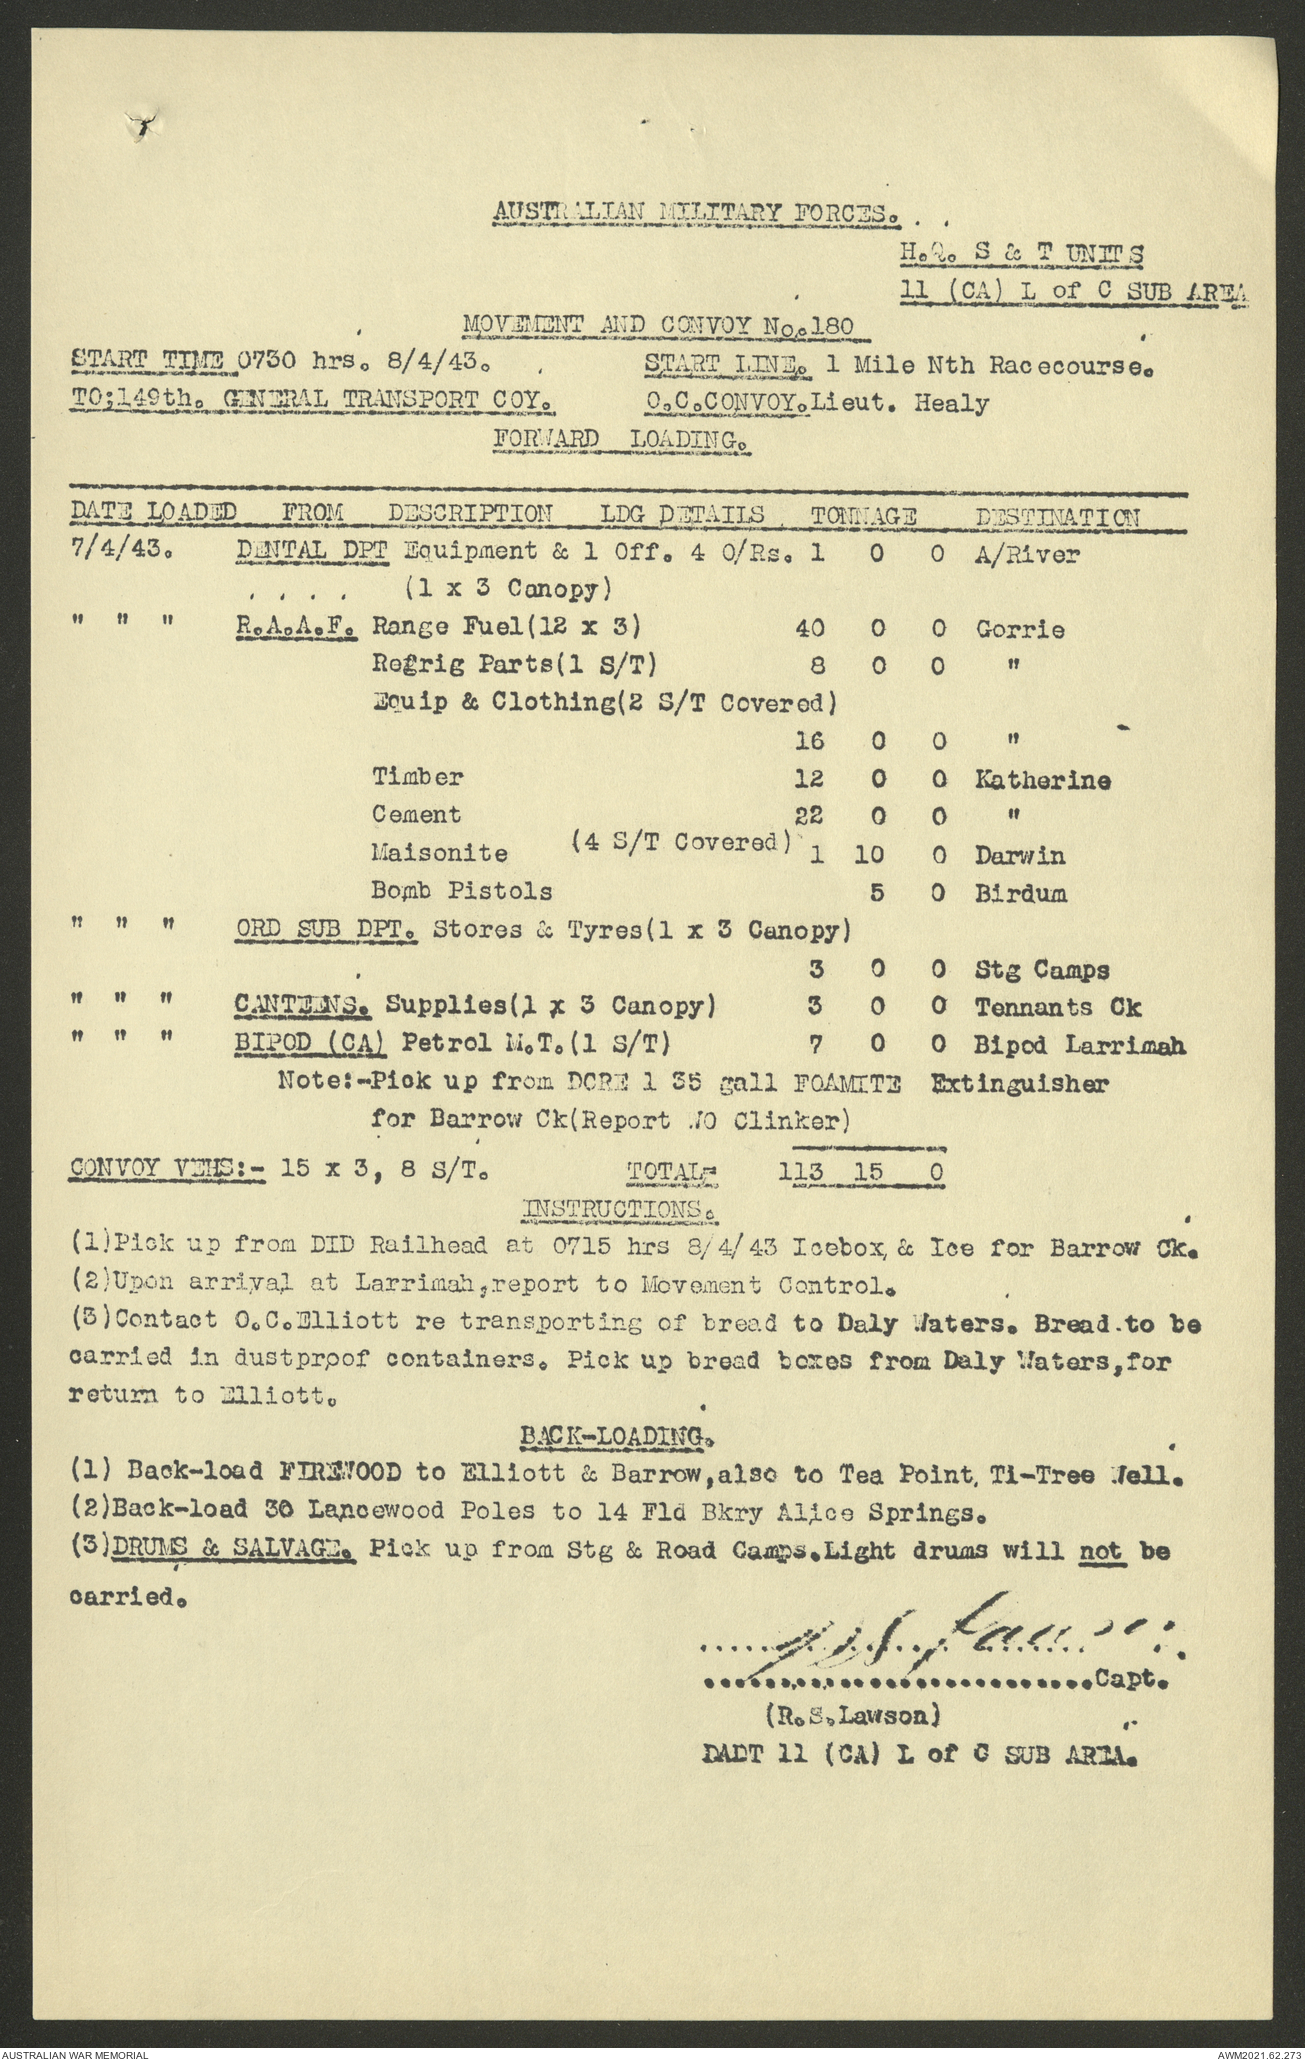 AUSTRALIAN MILITARY FORCES.
H.Q. S & T UNITS
11 (CA) L of C SUB AREA
MOVEMENT AND CONVOY No.180
START TIME 0730 hrs. 8/4/43. START LINE. 1 Mile Nth Racecourse.
TO:149th. GENERAL TRANSPORT COY. O.C.CONVOY.Lieut. Healy
FORWARD LOADING.
DATE LOADED FROM DESCRIPTION LDG DETAILS TONNAGE DESTINATION
7/4/43. DENTAL DPT Equipment & 1 Off. 4 O/Rs. 1 0 0 A/River
. . . . (1 x 3 Canopy)
" " " R.A.A.F. Range Fuel(12 x 3) 40 0 0 Gorrie
Refrig Parts(1 S/T) 8 0 0 "
Equip & Clothing(2 S/T Covered)
16 0 0 "
Timber 12 0 0 Katherine
Cement 22 0 0 "
(4 S/T Covered)
Maisonite 1 10 0 Darwin
Bomb Pistols 5 0 Birdum
" " " ORD SUB DPT. Stores & Tyres(1 x 3 Canopy)
3 0 0 Stg Camps
" " " CANTEENS. Supplies(1 x 3 Canopy) 3 0 0 Tennants Ck
" " " BIPOD (CA) Petrol M.T.(1 S/T) 7 0 0 Bipod Larrimah
Note:-Pick up from DCRE 1 35 gall FOAMITE Extinguisher
for Barrow Ck(Report WO Clinker)
CONVOY VEHS:- 15 x 3, 8 S/T. TOTAL= 113 15 0
INSTRUCTIONS.
(1)Pick up from DID Railhead at 0715 hrs 8/4/43 Icebox & Ice for Barrow Ck.
(2)Upon arrival at Larrimah,report to Movement Control.
(3)Contact O.C.Elliott re transporting of bread to Daly Waters. Bread to be
carried in dustproof containers. Pick up bread boxes from Daly Waters,for
return to Elliott.
BACK-LOADING.
(1) Back-load FIREWOOD to Elliott & Barrow,also to Tea Point, Ti-Tree Well.
(2)Back-load 30 Lancewood Poles to 14 Fld Bkry Alice Springs.
(3)DRUMS & SALVAGE. Pick up from Stg & Road Camps.Light drums will not be
carried.
..........................Capt.
(R.S.Lawson)
DADT 11 (CA) L of C SUB AREA.
AUSTRALIAN WAR MEMORIAL AWM2021.62.273